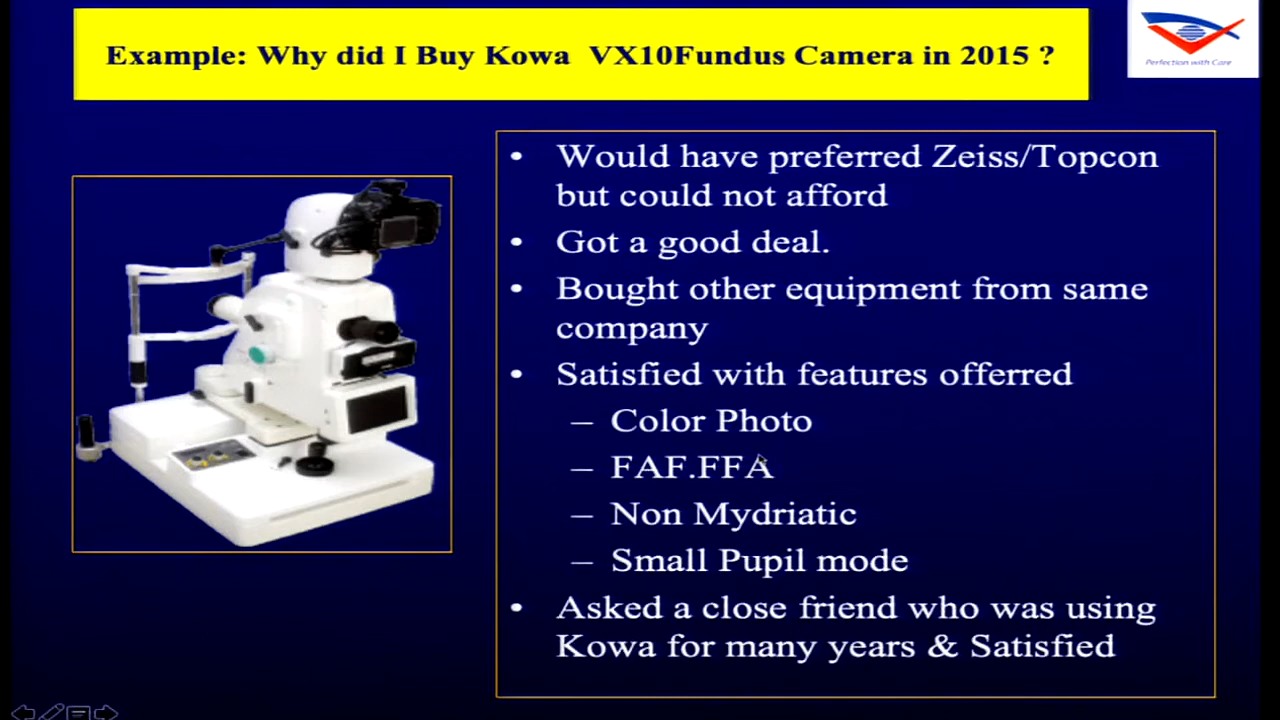 Example: Why did I Buy Kowa VX10Fundus Camera in 2015 ?
Perfection with Care
• Would have preferred Zeiss/Topcon
but could not afford
• Got a good deal.
• Bought other equipment from same
company
• Satisfied with features offerred
– Color Photo
– FAF.FFA
– Non Mydriatic
– Small Pupil mode
• Asked a close friend who was using
Kowa for many years & Satisfied